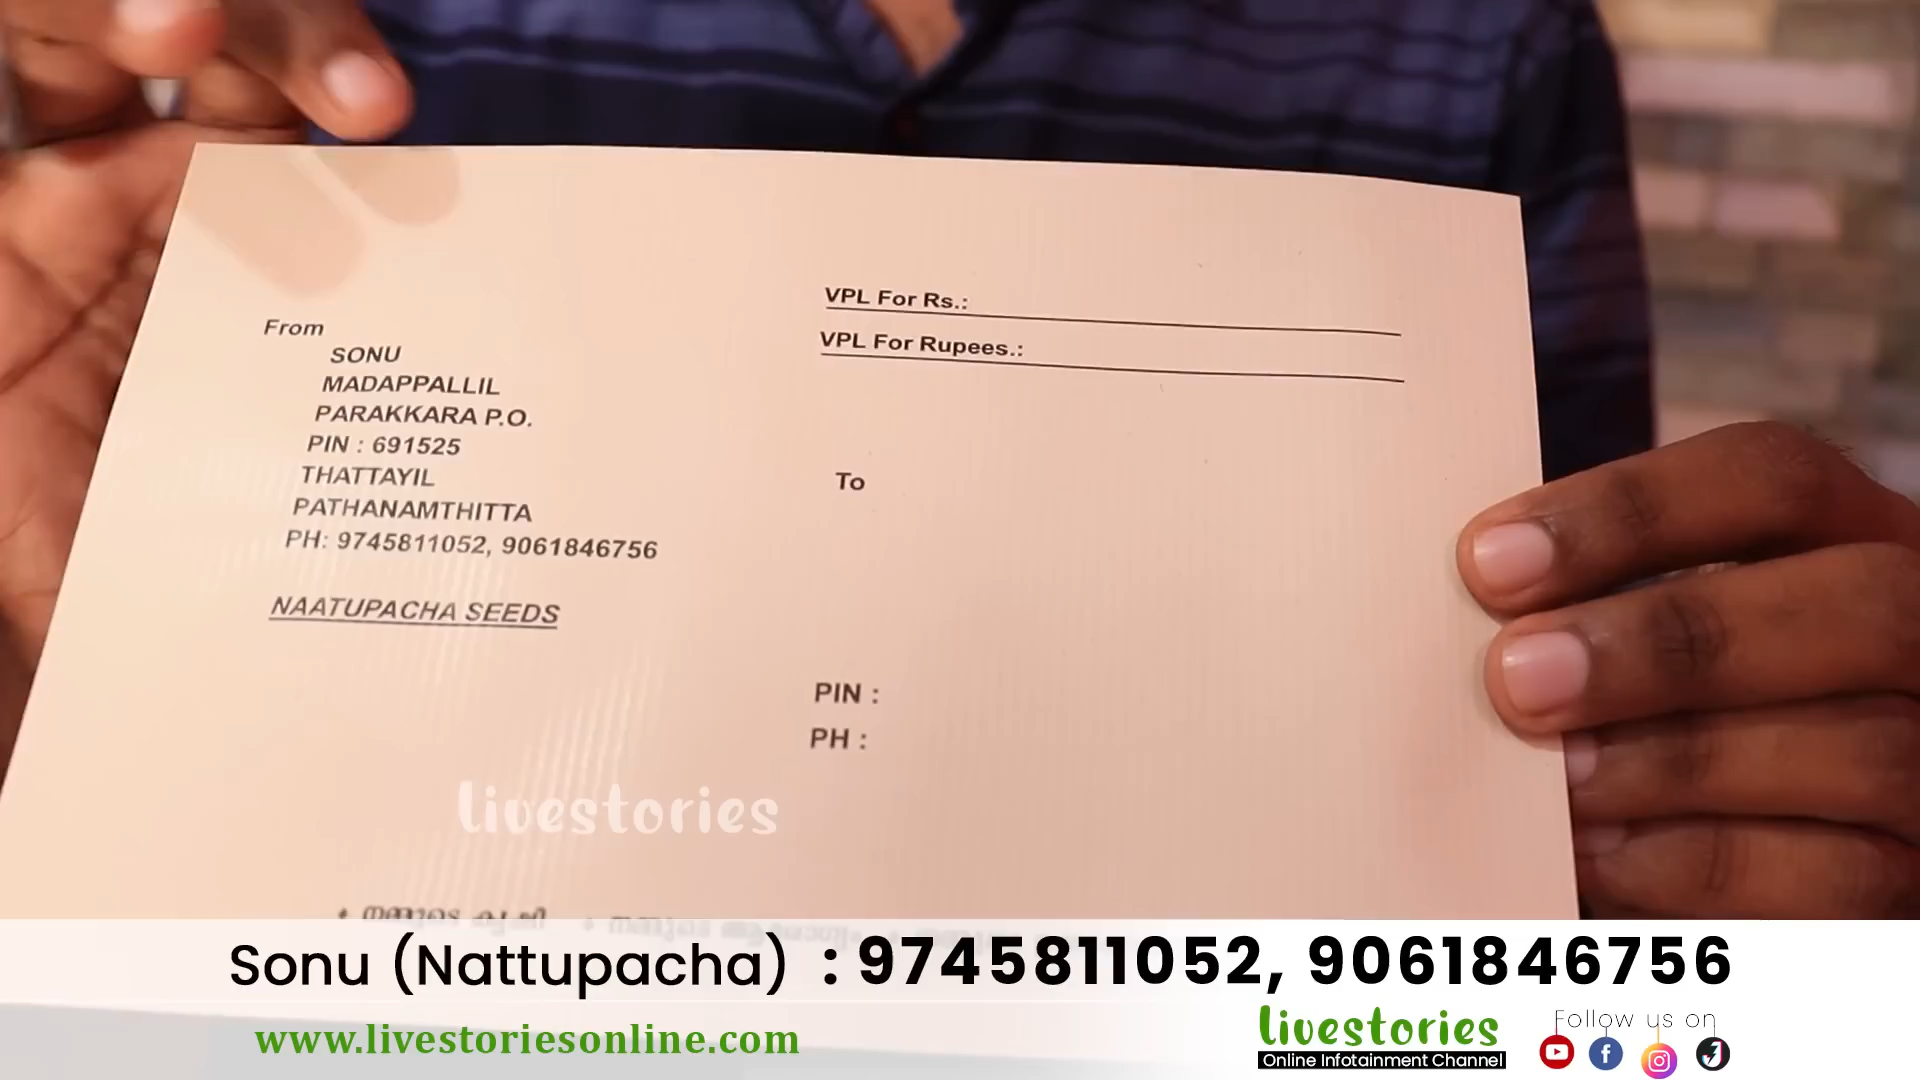 VPL For Rs.:
VPL For Rupees.:
From
SONU
MADAPPALLIL
PARAKKARA P.O.
PIN : 691525
THATTAYIL
PATHANAMTHITTA
PH: 9745811052, 9061846756
NAATUPACHA SEEDS
To
PIN :
PH :
livestories
Sonu (Nattupacha) : 9745811052, 9061846756
www.livestoriesonline.com
livestories
Online Infotainment Channel
Follow us on